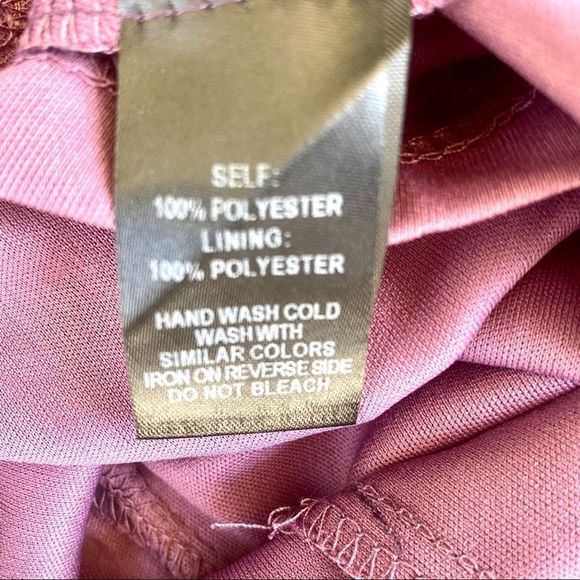 SELF:
100% POLYESTER
LINING:
100% POLYESTER
HAND WASH COLD
WASH WITH
SIMILAR COLORS
IRON ON REVERSE SIDE
DO NOT BLEACH